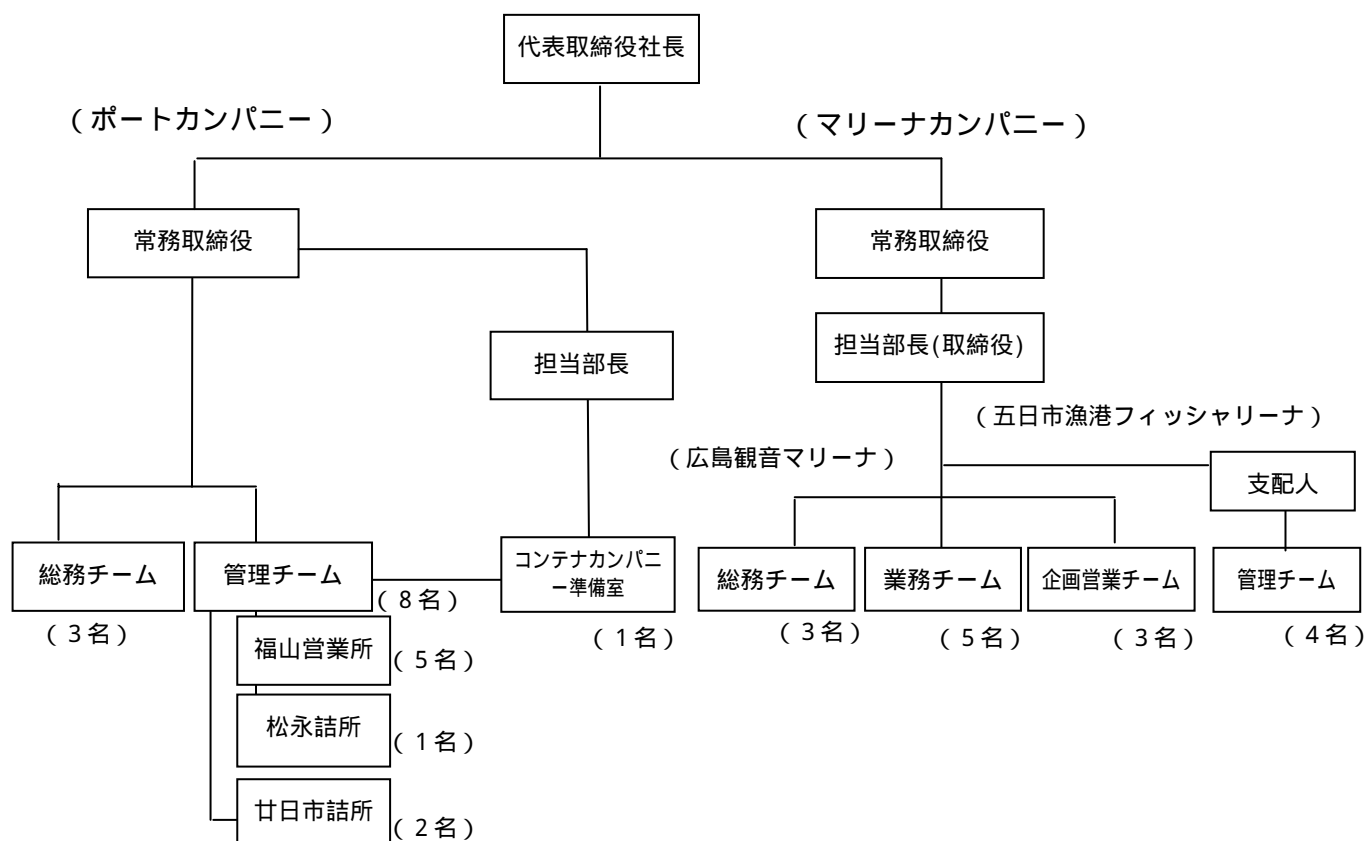 代表取締役社長
（ポートカンパニー）
（マリーナカンパニー）
常務取締役
常務取締役
担当部長
担当部長(取締役)
（五日市漁港フィッシャリーナ）
（広島観音マリーナ）
支配人
総務チーム
管理チーム
コンテナカンパニ
ー準備室
総務チーム
業務チーム
企画営業チーム
管理チーム
（3名）
（8名）
（1名）
（3名）
（5名）
（3名）
（4名）
福山営業所
（5名）
松永詰所
（1名）
廿日市詰所
（2名）